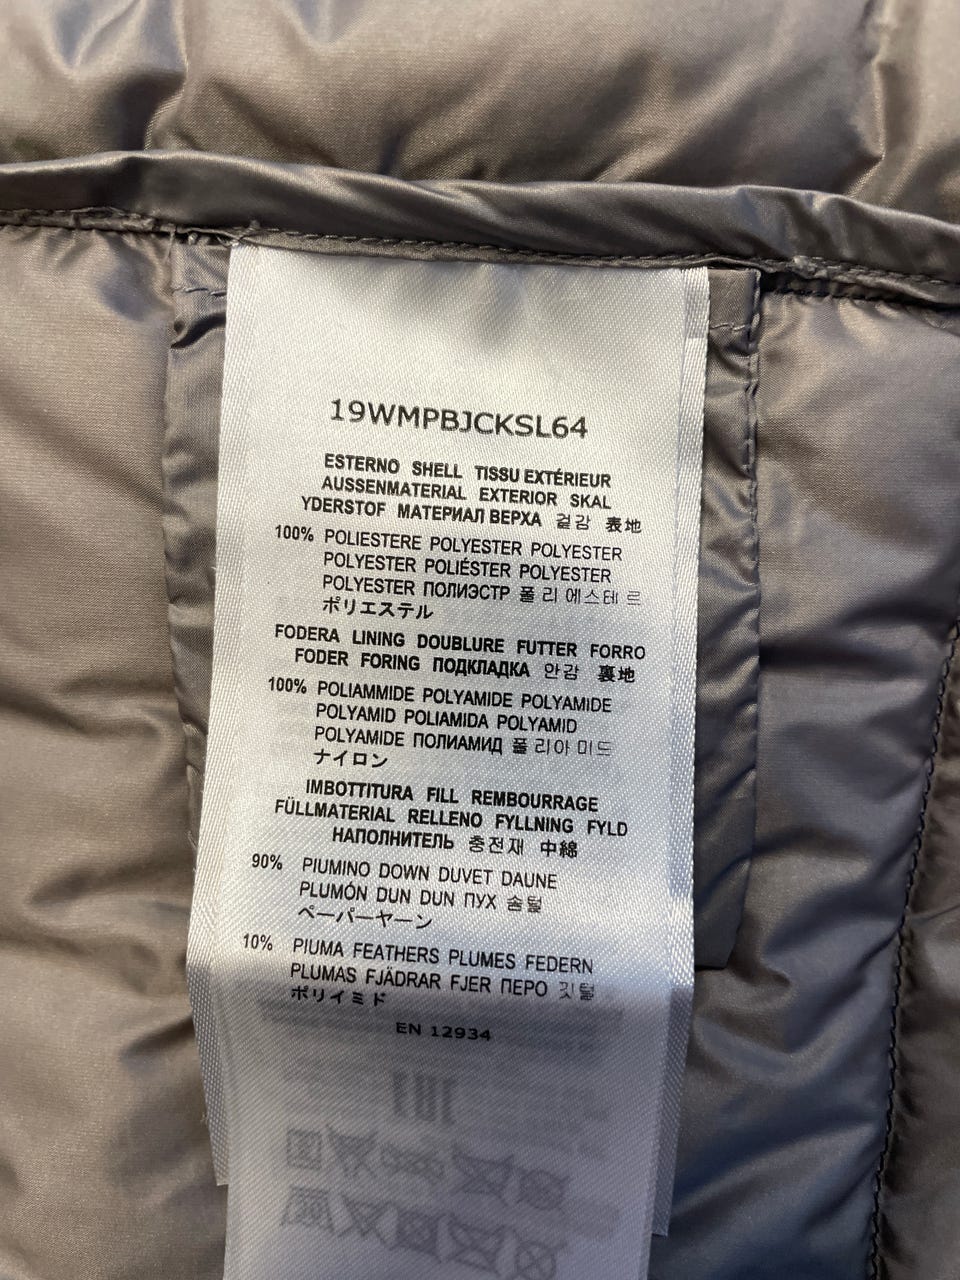 19WMPBJCKSL64
ESTERNO SHELL TISSU EXTÉRIEUR
AUSSENMATERIAL EXTERIOR SKAL
YDERSTOF МАТЕРИАЛ ВЕРХА 겉감 表地
100% POLIESTERE POLYESTER POLYESTER
POLYESTER POLIÉSTER POLYESTER
POLYESTER ПОЛИЭСТР 폴리에스테르
ポリエステル
FODERA LINING DOUBLURE FUTTER FORRO
FODER FORING ПОДКЛАДКА 안감 裏地
100% POLIAMMIDE POLYAMIDE POLYAMIDE
POLYAMID POLIAMIDA POLYAMID
POLYAMIDE ПОЛИАМИД 폴리아미드
ナイロン
IMBOTTITURA FILL REMBOURRAGE
FÜLLMATERIAL RELLENO FYLLNING FYLD
НАПОЛНИТЕЛЬ 충전재 中綿
90% PIUMINO DOWN DUVET DAUNE
PLUMÓN DUN DUN ПУХ 솜털
ペーパーヤーン
10% PIUMA FEATHERS PLUMES FEDERN
PLUMAS FJÄDRAR FJER ПЕРО 깃털
ポリイミド
EN 12934